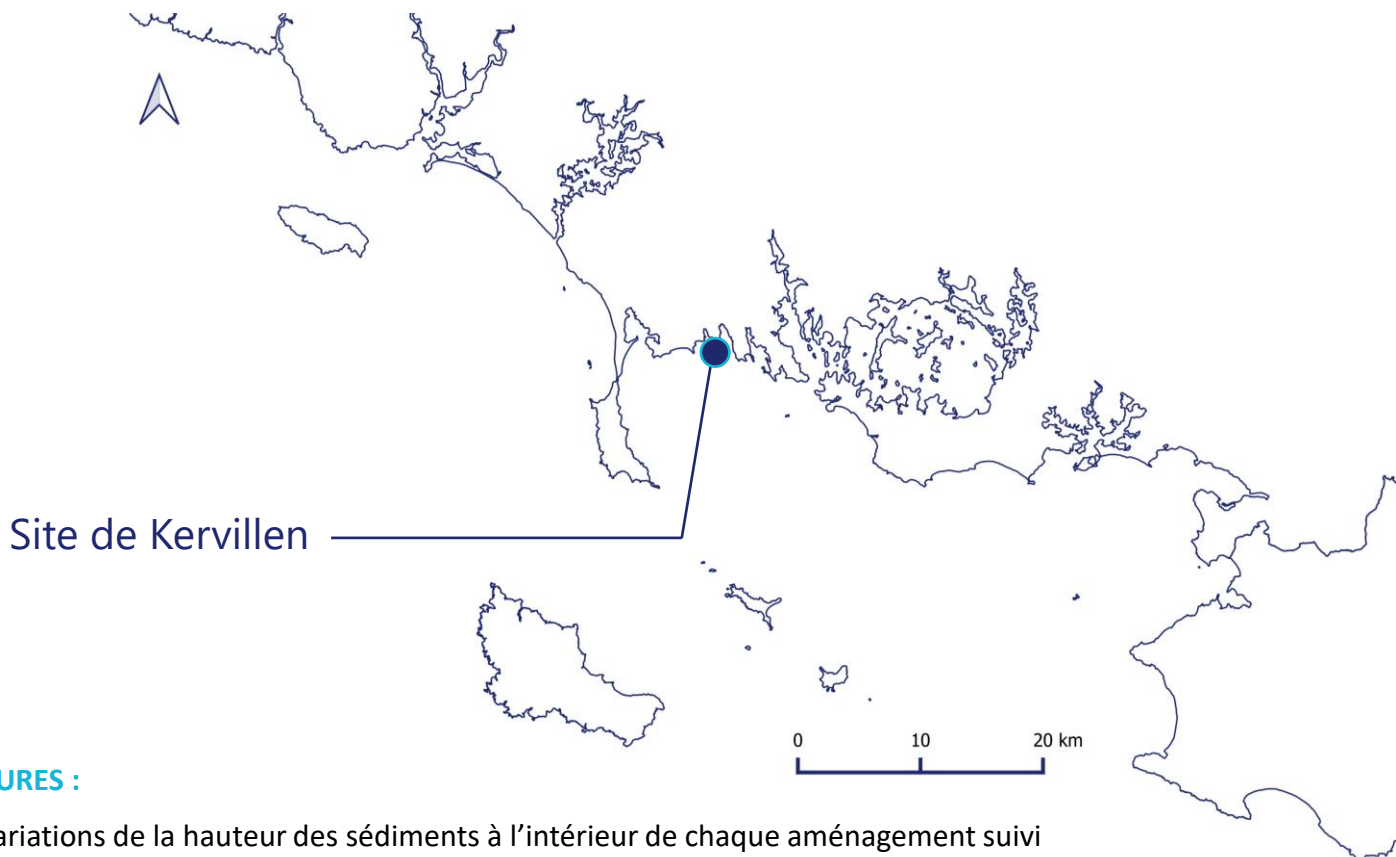 Site de Kervillen
0 10 20 km
URES :
ariations de la hauteur des sédiments à l’intérieur de chaque aménagement suivi